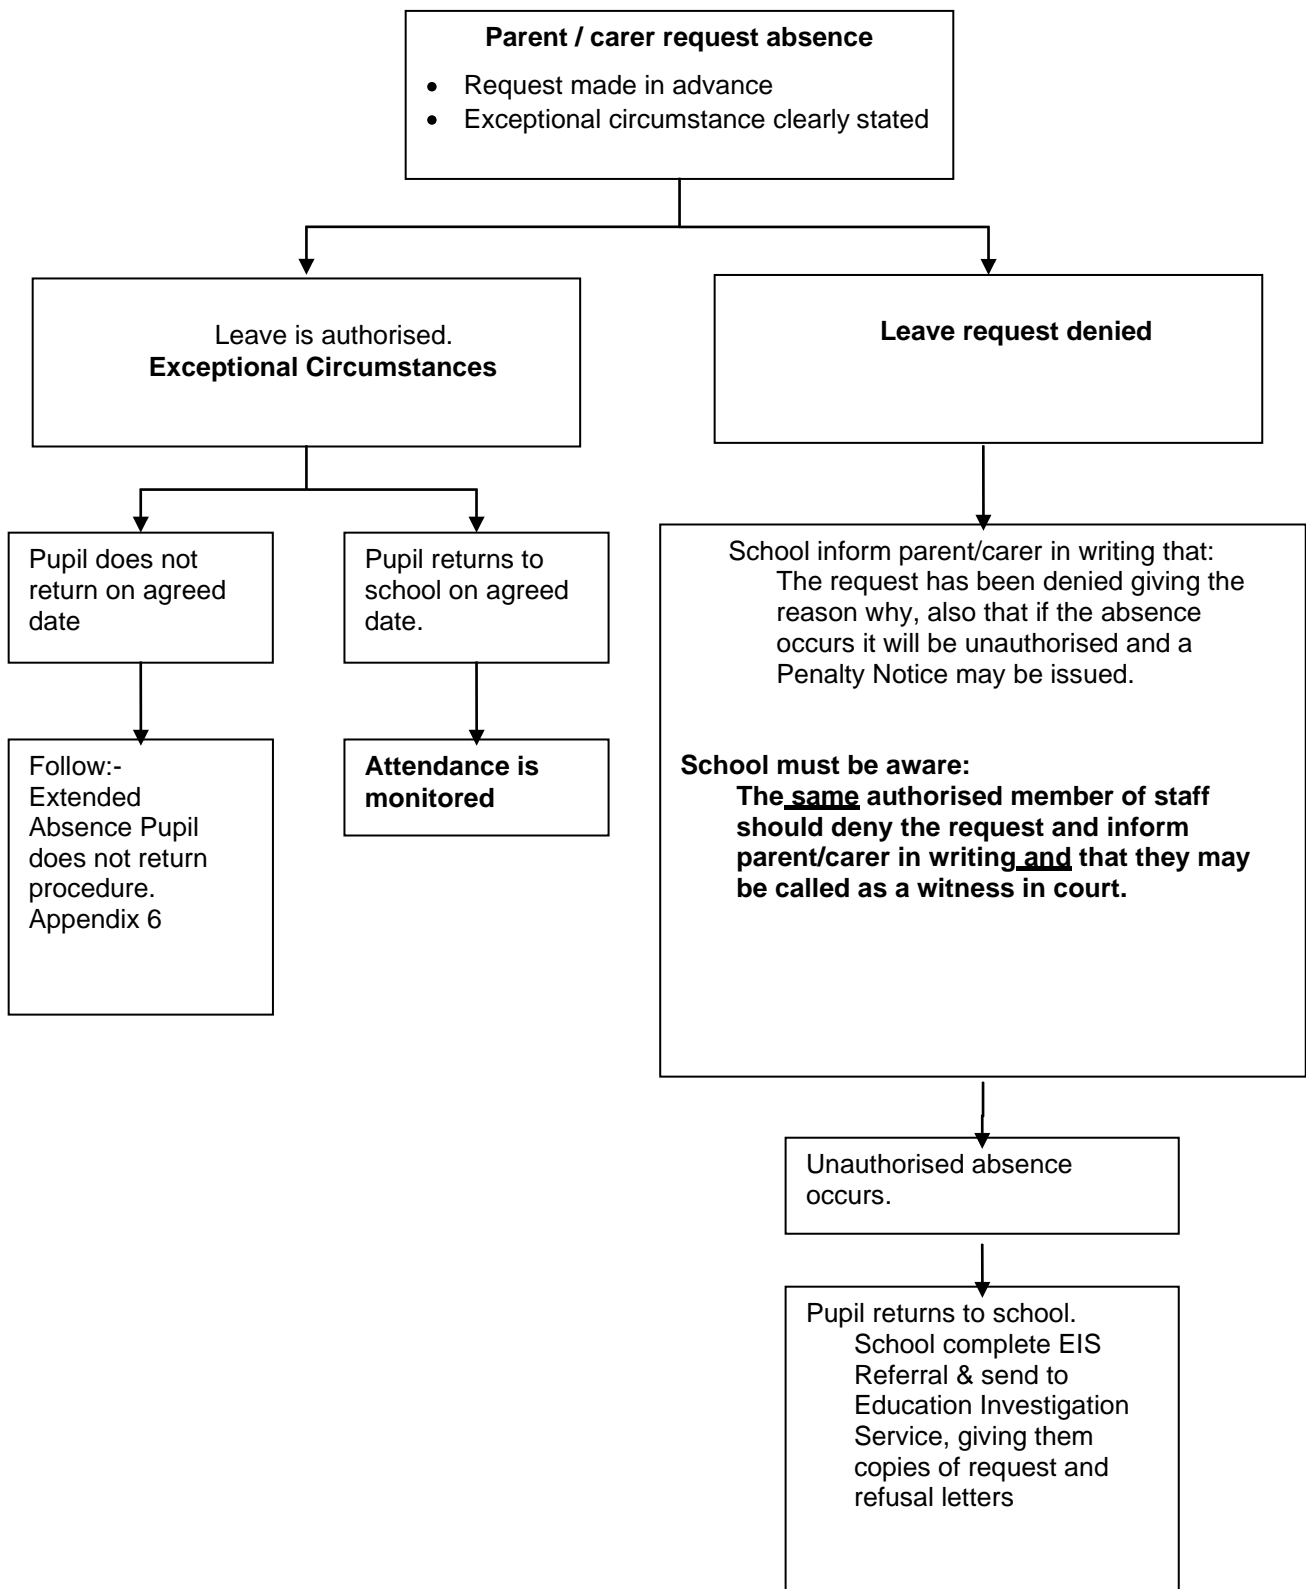 Parent / carer request absence
• Request made in advance
• Exceptional circumstance clearly stated
Leave is authorised.
Exceptional Circumstances
Leave request denied
Pupil does not
return on agreed
date
Pupil returns to
school on agreed
date.
School inform parent/carer in writing that:
The request has been denied giving the
reason why, also that if the absence
occurs it will be unauthorised and a
Penalty Notice may be issued.
School must be aware:
The same authorised member of staff
should deny the request and inform
parent/carer in writing and that they may
be called as a witness in court.
Follow:-
Extended
Absence Pupil
does not return
procedure.
Appendix 6
Attendance is
monitored
Unauthorised absence
occurs.
Pupil returns to school.
School complete EIS
Referral & send to
Education Investigation
Service, giving them
copies of request and
refusal letters